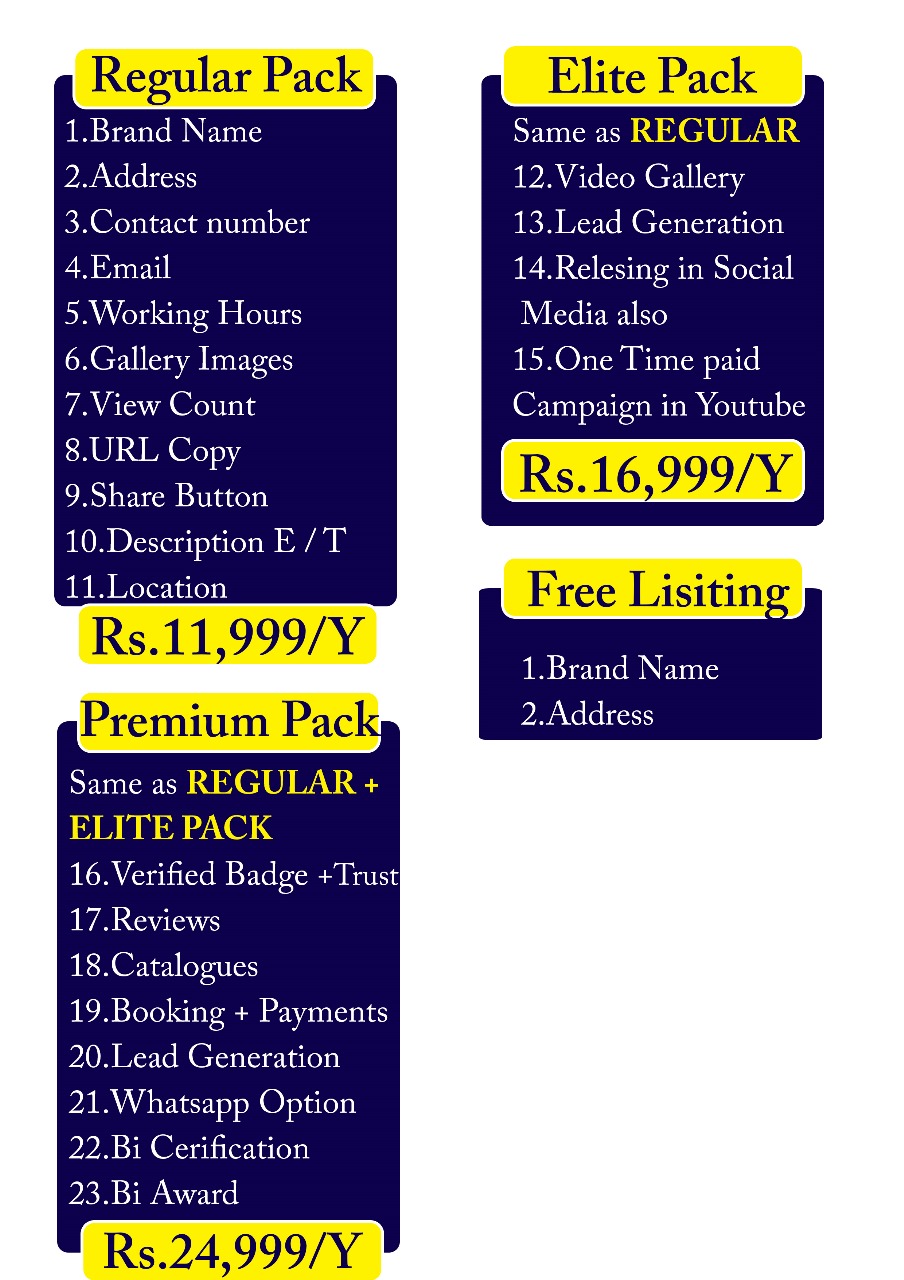 Regular Pack
1.Brand Name
2.Address
3.Contact number
4.Email
5.Working Hours
6.Gallery Images
7.View Count
8.URL Copy
9.Share Button
10.Description E / T
11.Location
Rs.11,999/Y
Elite Pack
Same as REGULAR
12.Video Gallery
13.Lead Generation
14.Relesing in Social
Media also
15.One Time paid
Campaign in Youtube
Rs.16,999/Y
Free Lisiting
1.Brand Name
2.Address
Premium Pack
Same as REGULAR +
ELITE PACK
16.Verified Badge +Trust
17.Reviews
18.Catalogues
19.Booking + Payments
20.Lead Generation
21.Whatsapp Option
22.Bi Cerification
23.Bi Award
Rs.24,999/Y